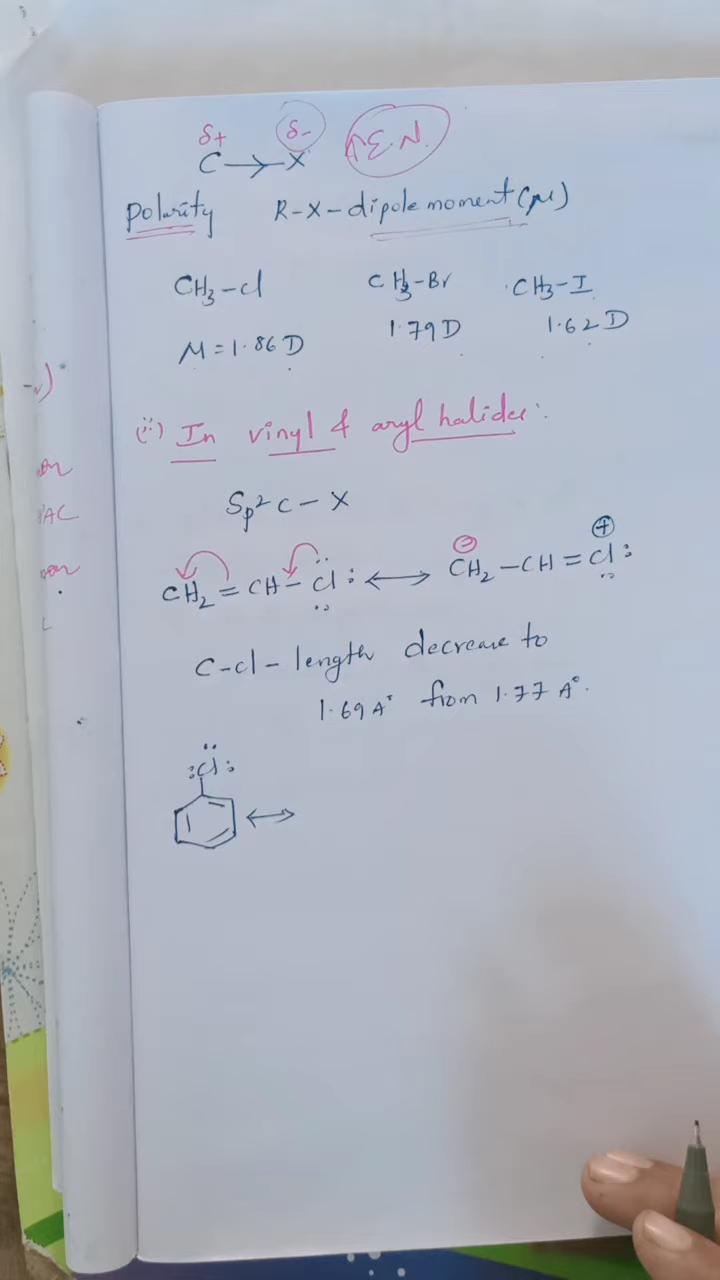 δ+ δ-
C → X ↑E.N.
Polarity R-X-dipole moment (μ)
CH₃-Cl CH₃-Br CH₃-I
M = 1.86 D 1.79 D 1.62 D
(ii) In vinyl & aryl halides:
Sp² C - X
CH₂ = CH - Cl: ↔ ⊖CH₂ - CH = Cl:⊕
C-Cl- length decrease to
1.69 A° from 1.77 A°.
:Cl:
↔